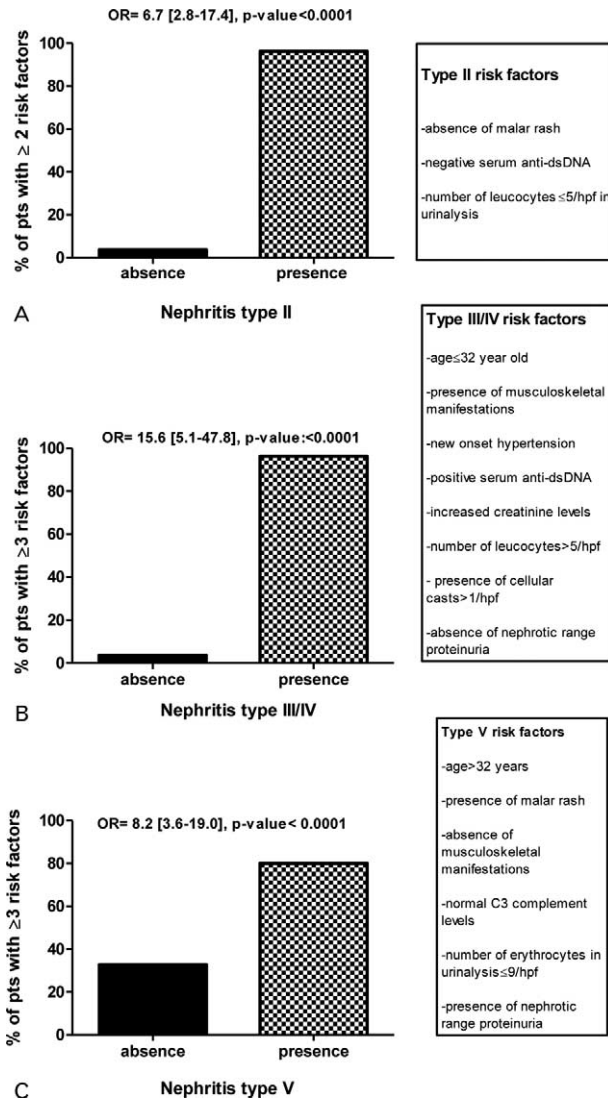 OR= 6.7 [2.8-17.4], p-value<0.0001
% of pts with ≥ 2 risk factors
100
80
60
40
20
0
absence
presence
A
Nephritis type II
Type II risk factors
-absence of malar rash
-negative serum anti-dsDNA
-number of leucocytes ≤5/hpf in
urinalysis
OR= 15.6 [5.1-47.8], p-value:<0.0001
% of pts with ≥3 risk factors
100
80
60
40
20
0
absence
presence
B
Nephritis type III/IV
Type III/IV risk factors
-age≤32 year old
-presence of musculoskeletal
manifestations
-new onset hypertension
-positive serum anti-dsDNA
-increased creatinine levels
-number of leucocytes>5/hpf
- presence of cellular
casts>1/hpf
-absence of nephrotic range
proteinuria
OR= 8.2 [3.6-19.0], p-value< 0.0001
% of pts with ≥3 risk factors
100
80
60
40
20
0
absence
presence
C
Nephritis type V
Type V risk factors
-age>32 years
-presence of malar rash
-absence of
musculoskeletal
manifestations
-normal C3 complement
levels
-number of erythrocytes in
urinalysis≤9/hpf
-presence of nephrotic
range proteinuria